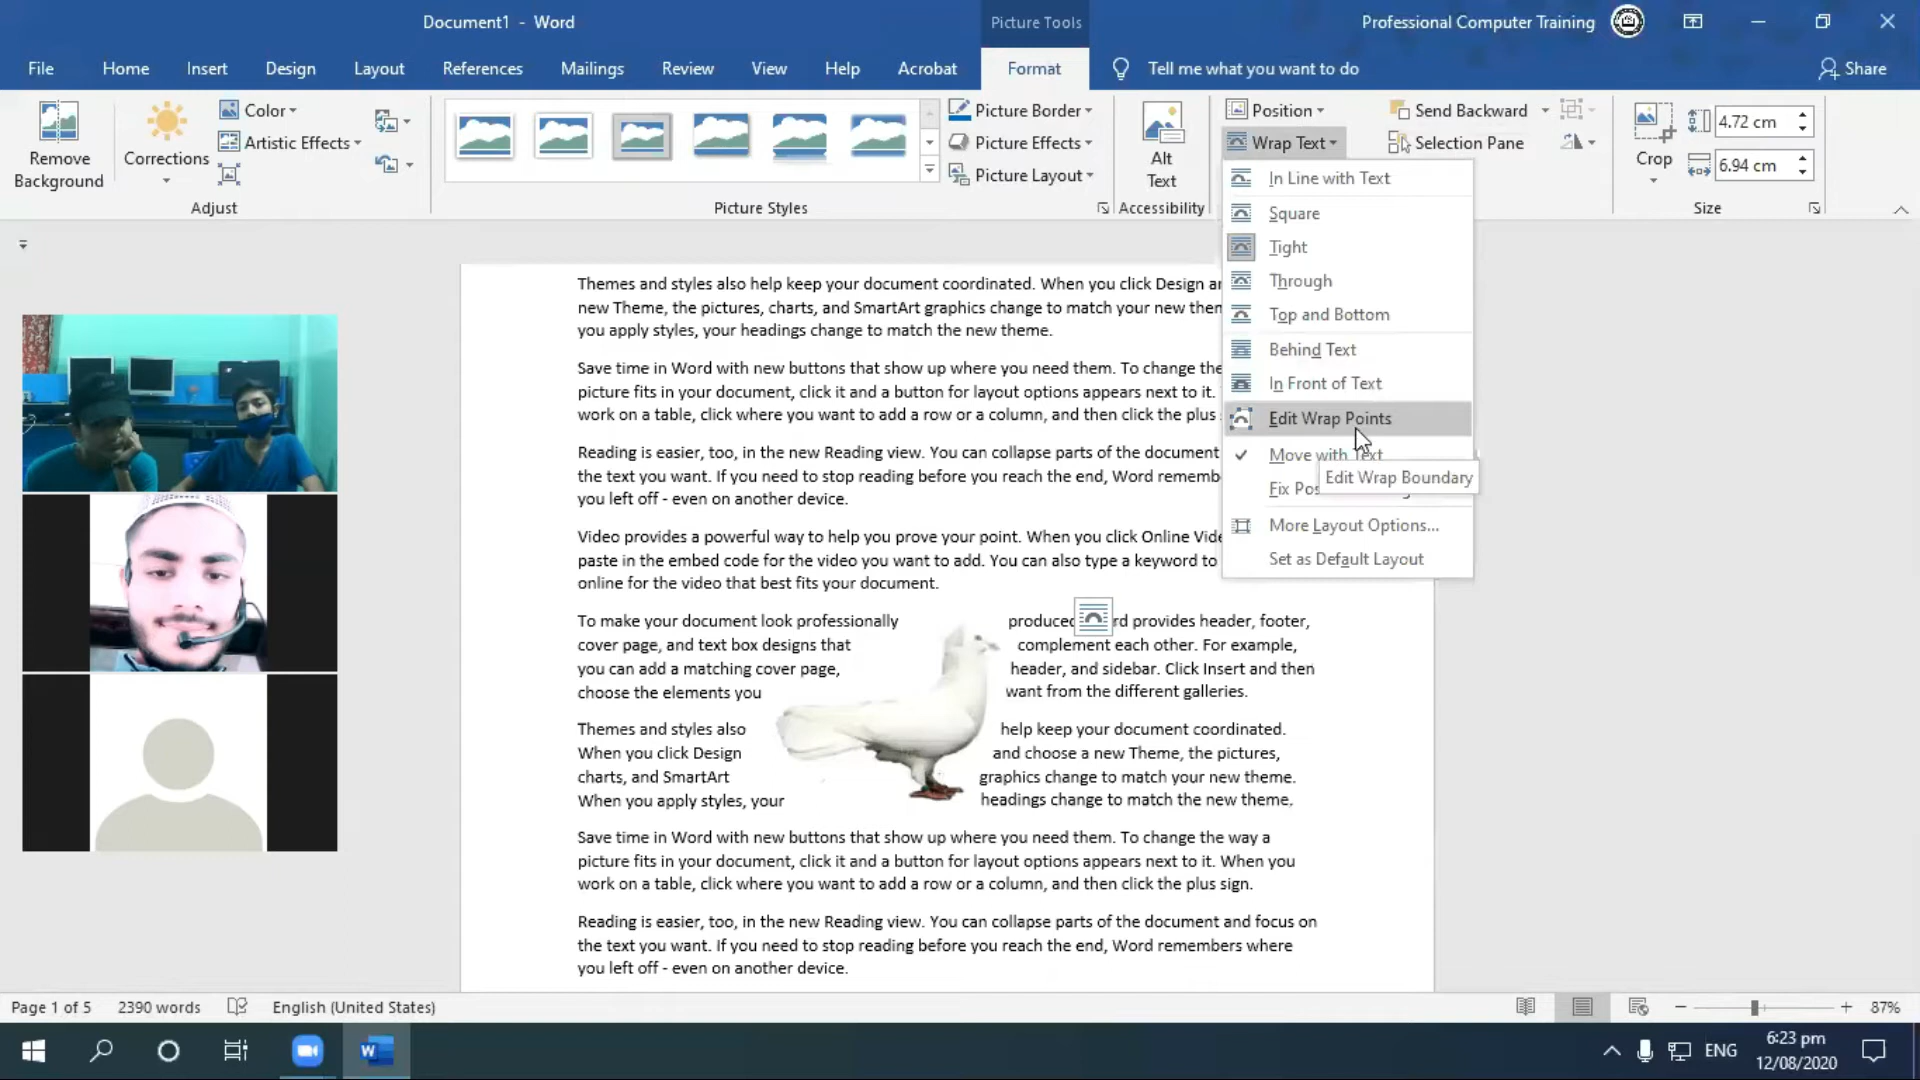 Document1 - Word
Picture Tools
Professional Computer Training
File
Home
Insert
Design
Layout
References
Mailings
Review
View
Help
Acrobat
Format
Tell me what you want to do
Share
Remove
Background
Corrections
Color
Artistic Effects
Adjust
Picture Styles
Picture Border
Picture Effects
Picture Layout
Alt
Text
Accessibility
Position
Wrap Text
Send Backward
Selection Pane
Crop
4.72 cm
6.94 cm
Size
In Line with Text
Square
Tight
Through
Top and Bottom
Behind Text
In Front of Text
Edit Wrap Points
Move with Text
Fix Pos
Edit Wrap Boundary
More Layout Options...
Set as Default Layout
Themes and styles also help keep your document coordinated. When you click Design
new Theme, the pictures, charts, and SmartArt graphics change to match your new
you apply styles, your headings change to match the new theme.
Save time in Word with new buttons that show up where you need them. To change the
picture fits in your document, click it and a button for layout options appears next to it.
work on a table, click where you want to add a row or a column, and then click the plus
Reading is easier, too, in the new Reading view. You can collapse parts of the document
the text you want. If you need to stop reading before you reach the end, Word
you left off - even on another device.
Video provides a powerful way to help you prove your point. When you click Online
paste in the embed code for the video you want to add. You can also type a keyword to
online for the video that best fits your document.
To make your document look professionally produced rd provides header, footer,
cover page, and text box designs that complement each other. For example,
you can add a matching cover page, header, and sidebar. Click Insert and then
choose the elements you want from the different galleries.
Themes and styles also help keep your document coordinated.
When you click Design and choose a new Theme, the pictures,
charts, and SmartArt graphics change to match your new theme.
When you apply styles, your headings change to match the new theme.
Save time in Word with new buttons that show up where you need them. To change the way a
picture fits in your document, click it and a button for layout options appears next to it. When you
work on a table, click where you want to add a row or a column, and then click the plus sign.
Reading is easier, too, in the new Reading view. You can collapse parts of the document and focus on
the text you want. If you need to stop reading before you reach the end, Word remembers where
you left off - even on another device.
Page 1 of 5
2390 words
English (United States)
87%
ENG
6:23 pm
12/08/2020